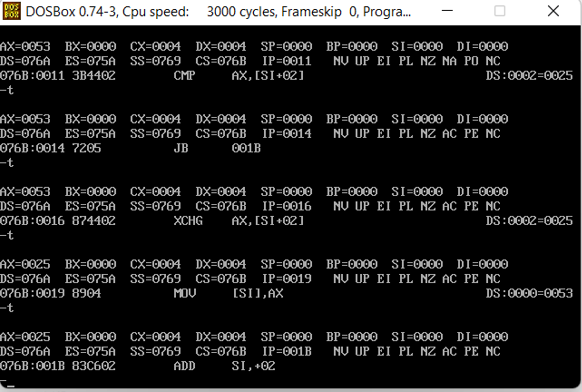 DOSBox 0.74-3, Cpu speed:    3000 cycles, Frameskip  0, Progra...
AX=0053  BX=0000  CX=0004  DX=0004  SP=0000  BP=0000  SI=0000  DI=0000
DS=076A  ES=075A  SS=0769  CS=076B  IP=0011   NV UP EI PL NZ NA PO NC
076B:0011 3B4402        CMP     AX,[SI+02]                         DS:0002=0025
-t
AX=0053  BX=0000  CX=0004  DX=0004  SP=0000  BP=0000  SI=0000  DI=0000
DS=076A  ES=075A  SS=0769  CS=076B  IP=0014   NV UP EI PL NZ AC PE NC
076B:0014 7205          JB      001B
-t
AX=0053  BX=0000  CX=0004  DX=0004  SP=0000  BP=0000  SI=0000  DI=0000
DS=076A  ES=075A  SS=0769  CS=076B  IP=0016   NV UP EI PL NZ AC PE NC
076B:0016 874402        XCHG    AX,[SI+02]                         DS:0002=0025
-t
AX=0025  BX=0000  CX=0004  DX=0004  SP=0000  BP=0000  SI=0000  DI=0000
DS=076A  ES=075A  SS=0769  CS=076B  IP=0019   NV UP EI PL NZ AC PE NC
076B:0019 8904          MOV     [SI],AX                            DS:0000=0053
-t
AX=0025  BX=0000  CX=0004  DX=0004  SP=0000  BP=0000  SI=0000  DI=0000
DS=076A  ES=075A  SS=0769  CS=076B  IP=001B   NV UP EI PL NZ AC PE NC
076B:001B 83C602        ADD     SI,+02
-_